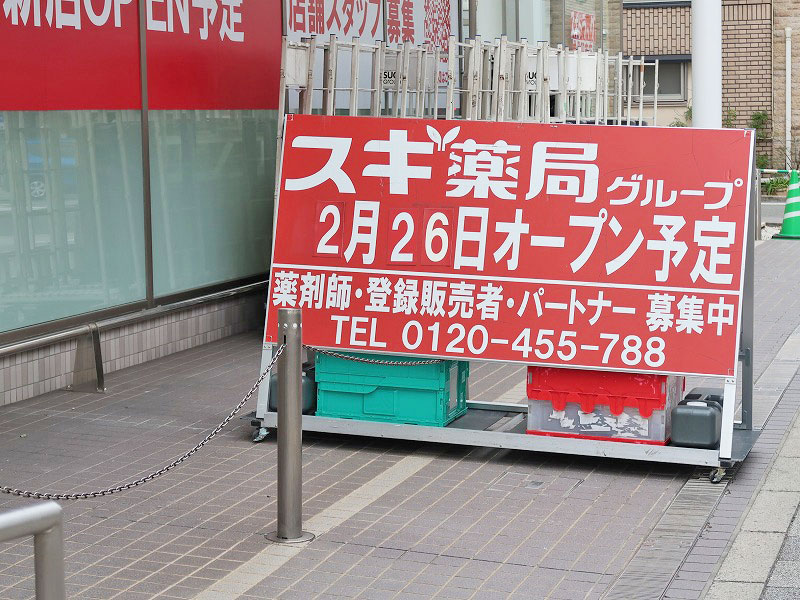 新店OPEN予定
店舗スタッフ募集
スギ薬局グループ
2月26日オープン予定
薬剤師・登録販売者・パートナー 募集中
TEL 0120-455-788